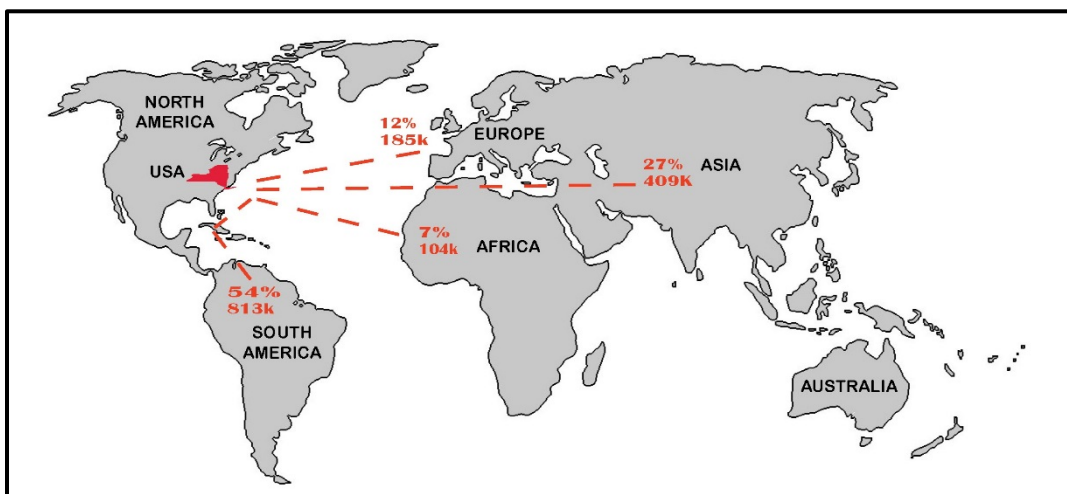 NORTH
AMERICA
USA
12%
185k
EUROPE
27%
409K
ASIA
7%
104k
AFRICA
54%
813k
SOUTH
AMERICA
AUSTRALIA